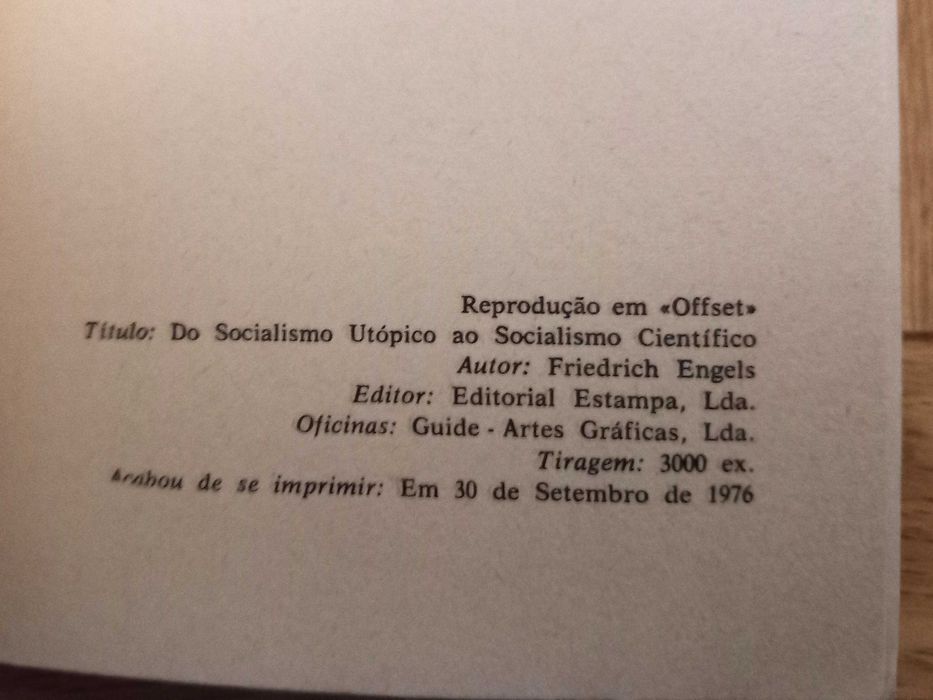 Reprodução em «Offset»
Título: Do Socialismo Utópico ao Socialismo Científico
Autor: Friedrich Engels
Editor: Editorial Estampa, Lda.
Oficinas: Guide - Artes Gráficas, Lda.
Tiragem: 3000 ex.
Acabou de se imprimir: Em 30 de Setembro de 1976